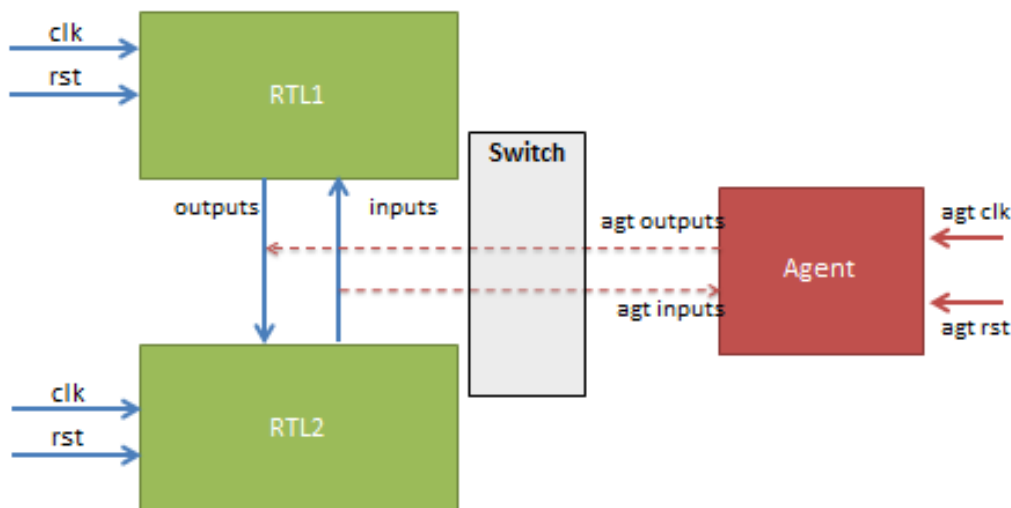 clk
rst
RTL1
Switch
outputs
inputs
agt outputs
agt clk
Agent
agt inputs
agt rst
clk
rst
RTL2